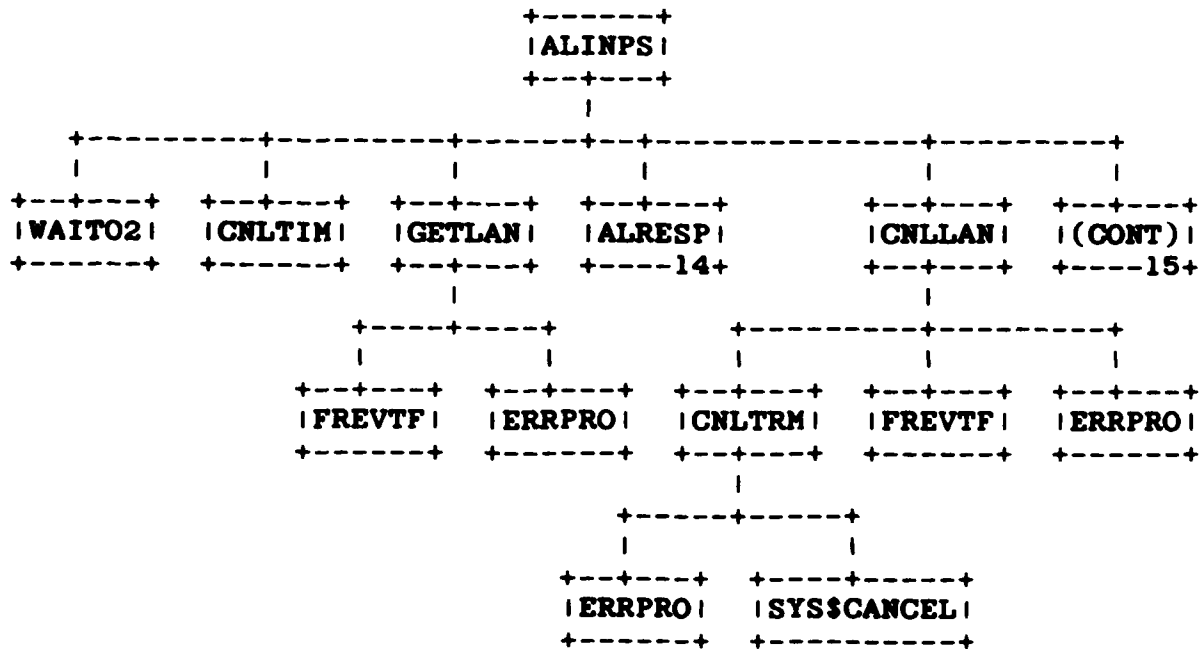 ALINPS
WAITO2 CNLTIM GETLAN ALRESP CNLLAN (CONT)
14 15
FREVTF ERRPRO CNLTRM FREVTF ERRPRO
ERRPRO SYS$CANCEL